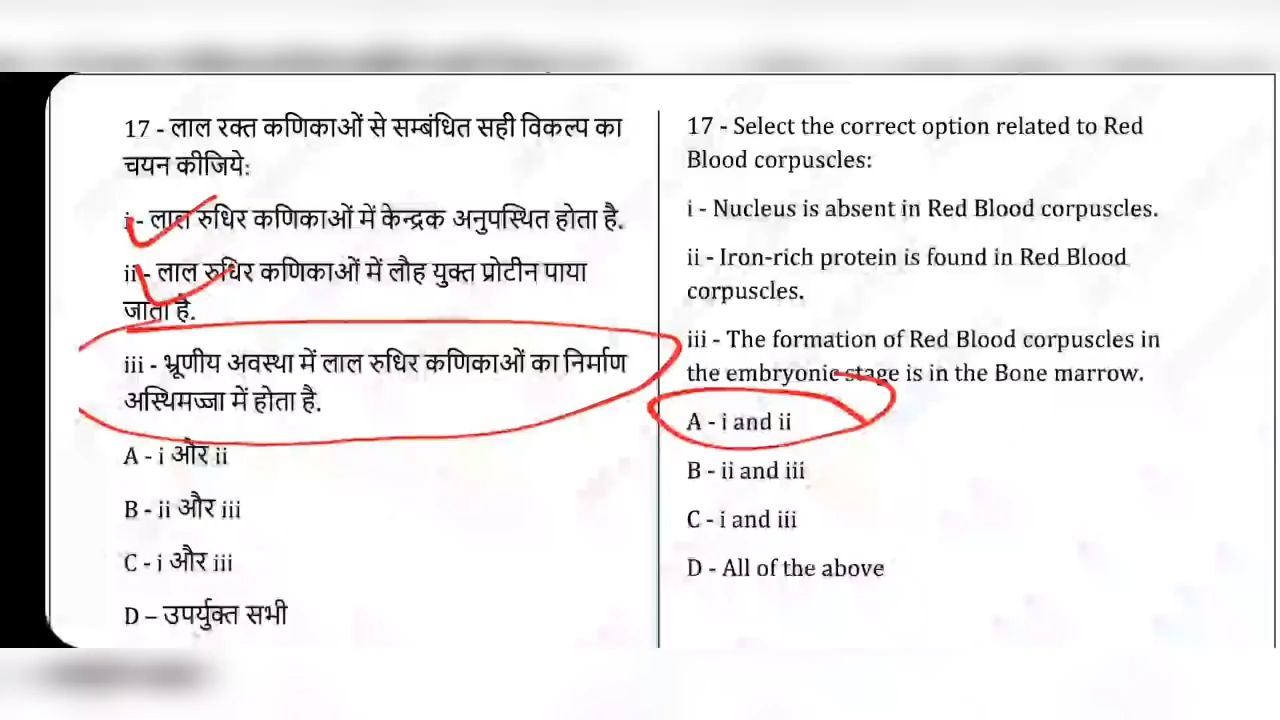 17 - लाल रक्त कणिकाओं से सम्बंधित सही विकल्प का
चयन कीजिये:
i - लाल रुधिर कणिकाओं में केन्द्रक अनुपस्थित होता है.
ii - लाल रुधिर कणिकाओं में लौह युक्त प्रोटीन पाया
जाता है.
iii - भ्रूणीय अवस्था में लाल रुधिर कणिकाओं का निर्माण
अस्थिमज्जा में होता है.
A - i और ii
B - ii और iii
C - i और iii
D – उपर्युक्त सभी
17 - Select the correct option related to Red
Blood corpuscles:
i - Nucleus is absent in Red Blood corpuscles.
ii - Iron-rich protein is found in Red Blood
corpuscles.
iii - The formation of Red Blood corpuscles in
the embryonic stage is in the Bone marrow.
A - i and ii
B - ii and iii
C - i and iii
D - All of the above